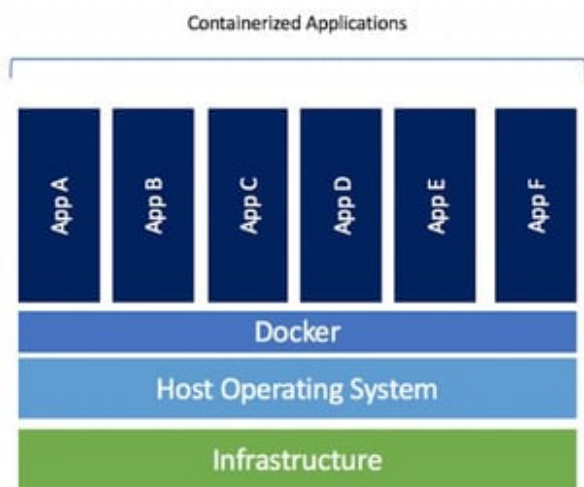 Containerized Applications
App A
App B
App C
App D
App E
App F
Docker
Host Operating System
Infrastructure